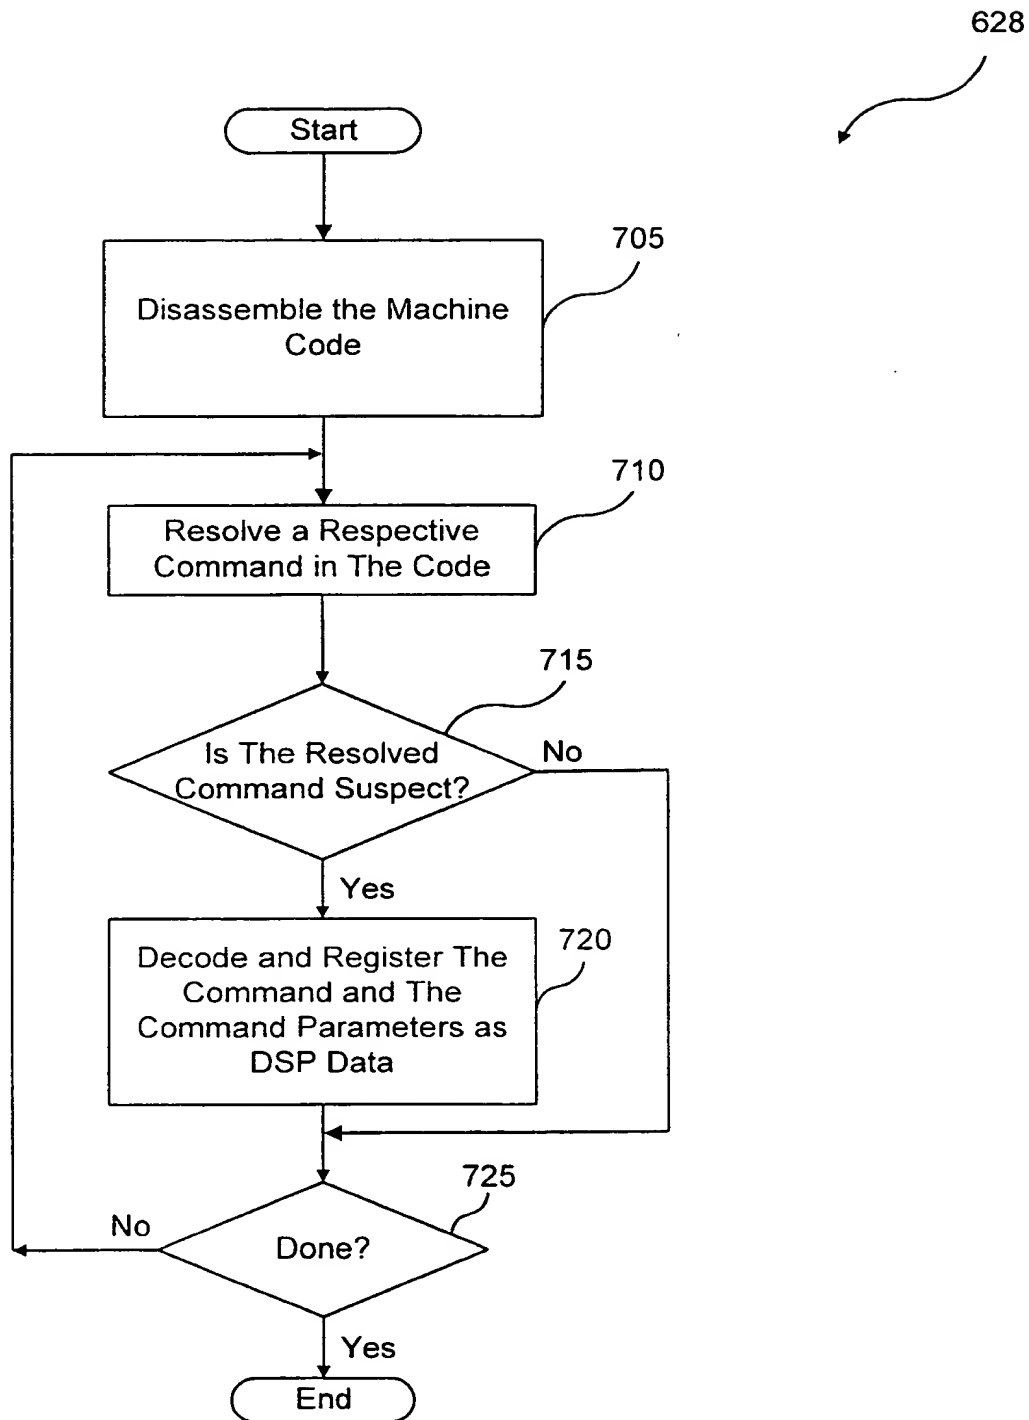 628
Start
705
Disassemble the Machine
Code
710
Resolve a Respective
Command in The Code
715
Is The Resolved
Command Suspect?
No
Yes
720
Decode and Register The
Command and The
Command Parameters as
DSP Data
725
No
Done?
Yes
End